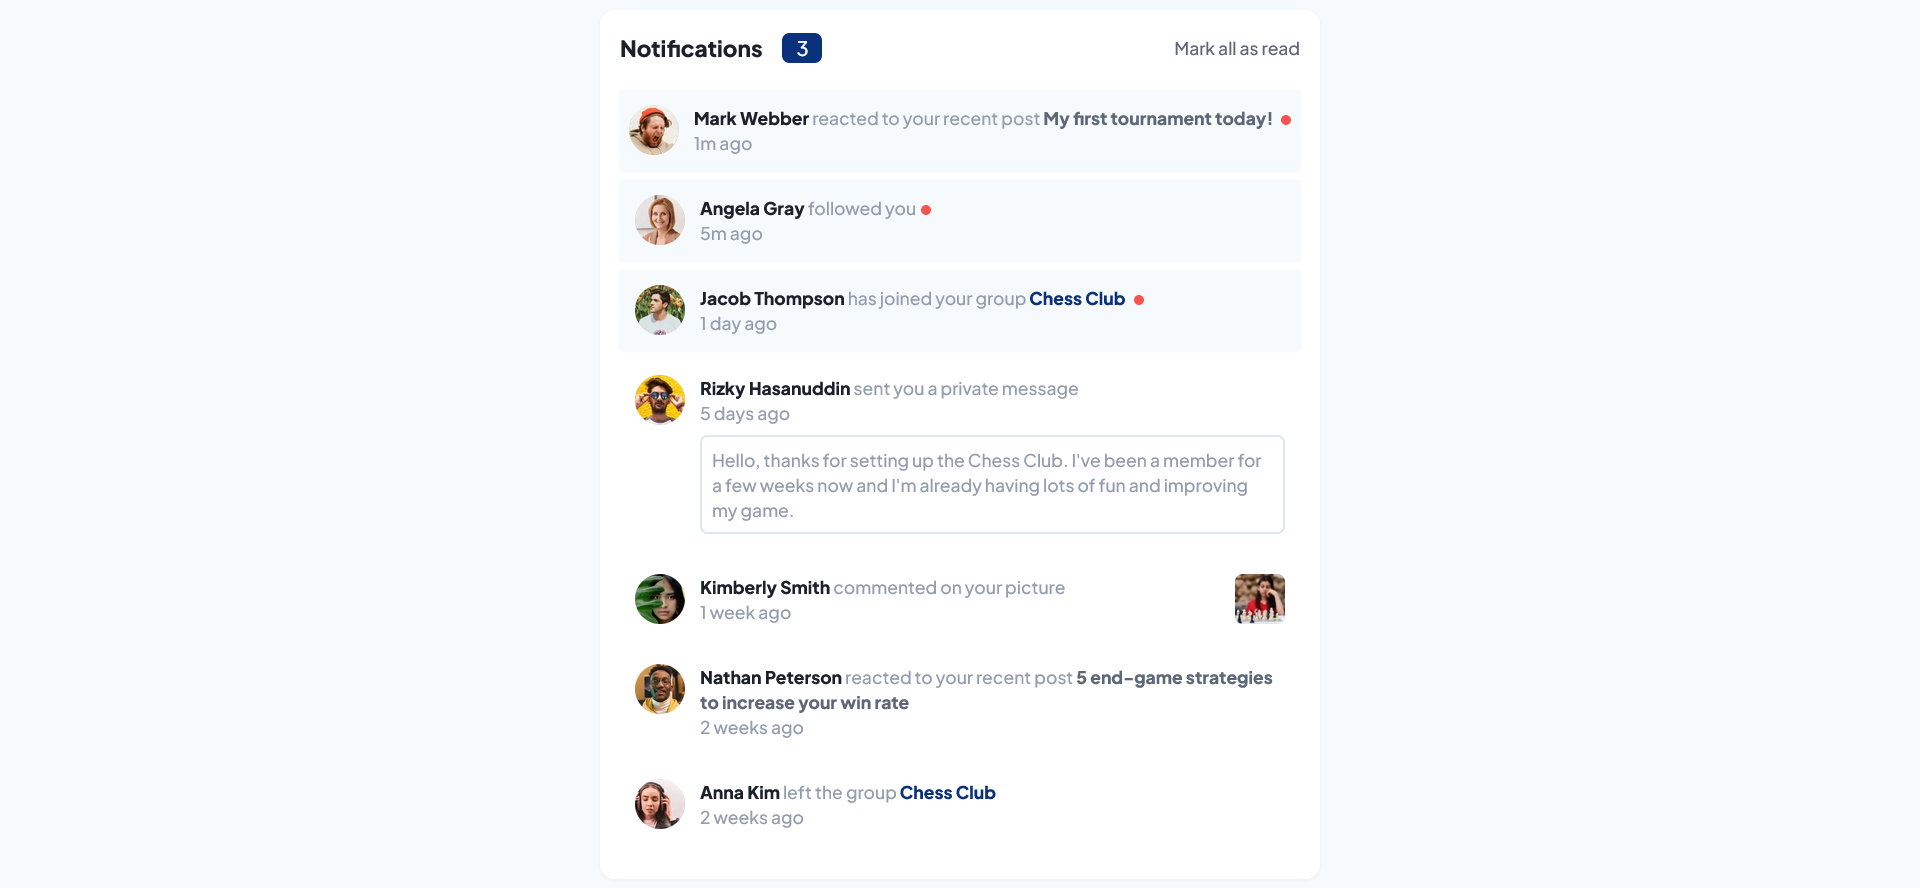 Notifications 3 Mark all as read
Mark Webber reacted to your recent post My first tournament today!
1m ago
Angela Gray followed you
5m ago
Jacob Thompson has joined your group Chess Club
1 day ago
Rizky Hasanuddin sent you a private message
5 days ago
Hello, thanks for setting up the Chess Club. I've been a member for
a few weeks now and I'm already having lots of fun and improving
my game.
Kimberly Smith commented on your picture
1 week ago
Nathan Peterson reacted to your recent post 5 end-game strategies
to increase your win rate
2 weeks ago
Anna Kim left the group Chess Club
2 weeks ago